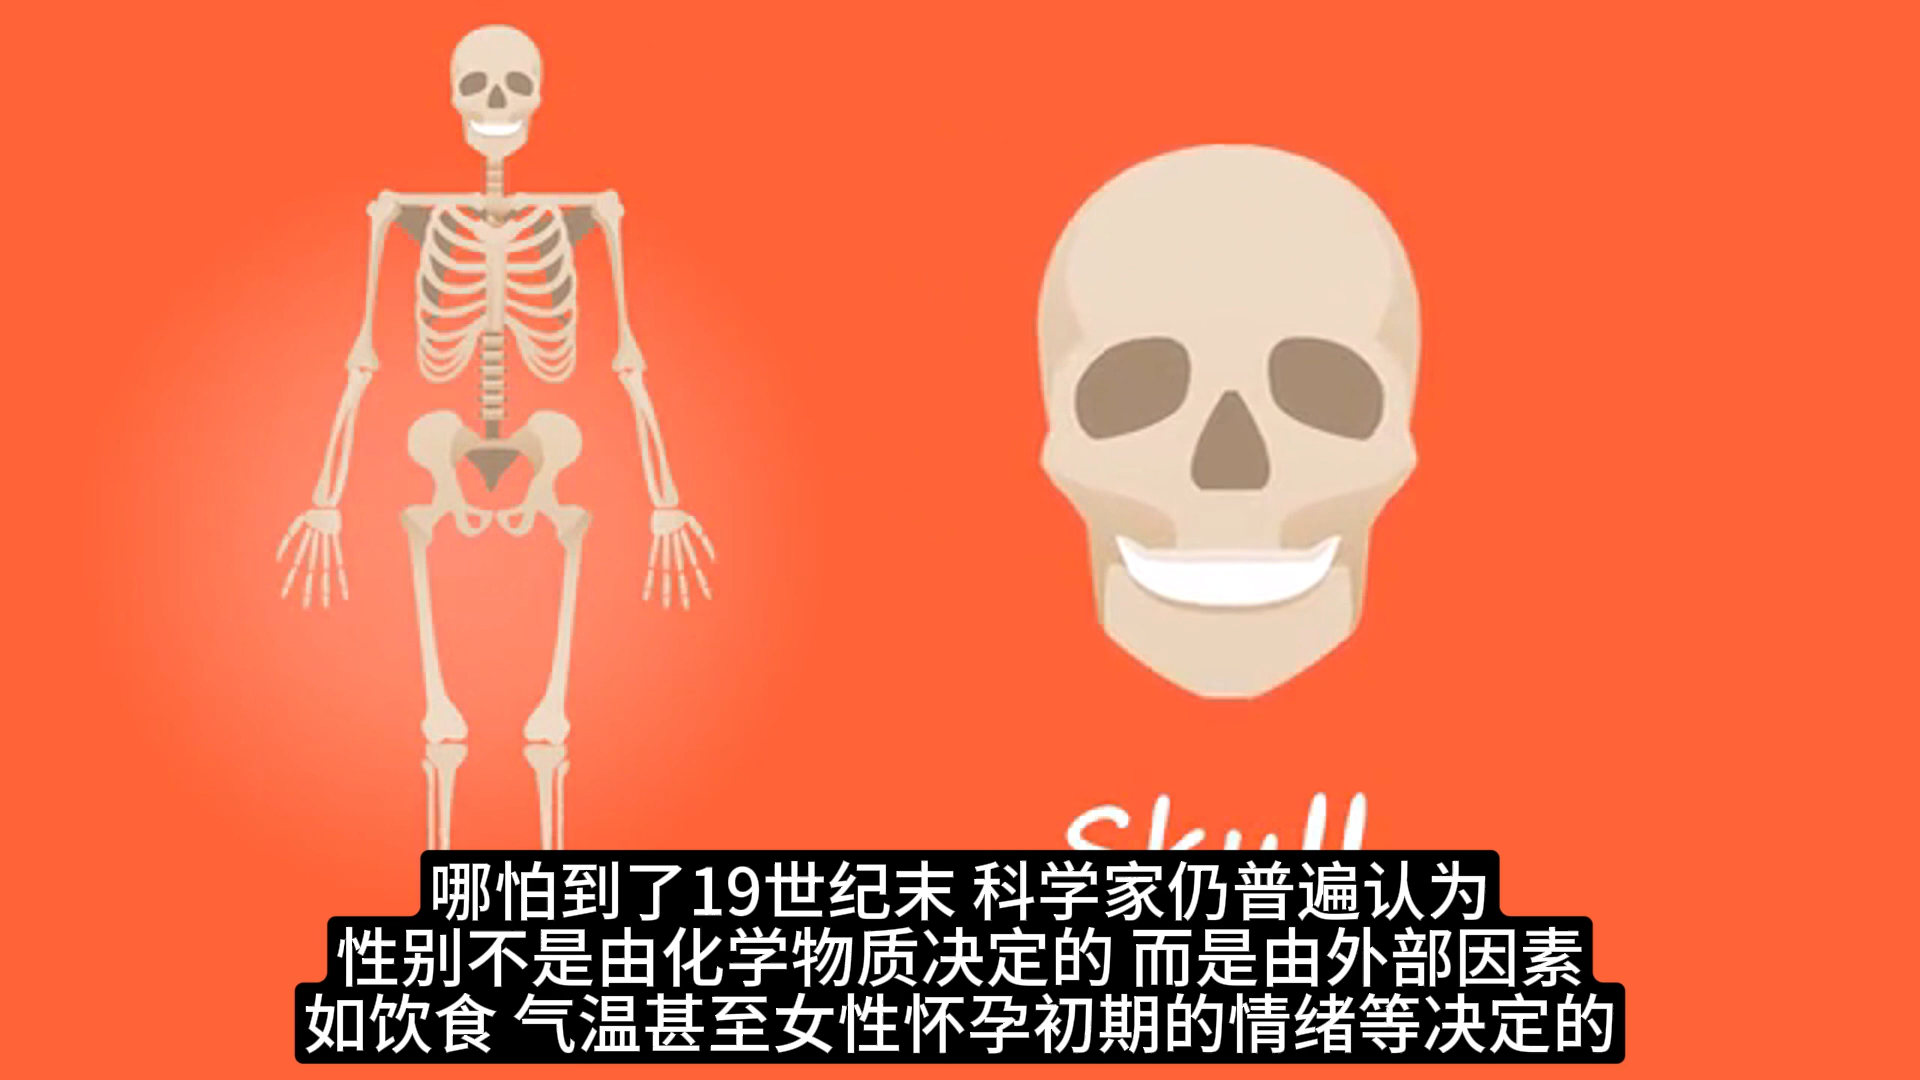 Skull
哪怕到了19世纪末 科学家仍普遍认为
性别不是由化学物质决定的 而是由外部因素
如饮食 气温甚至女性怀孕初期的情绪等决定的